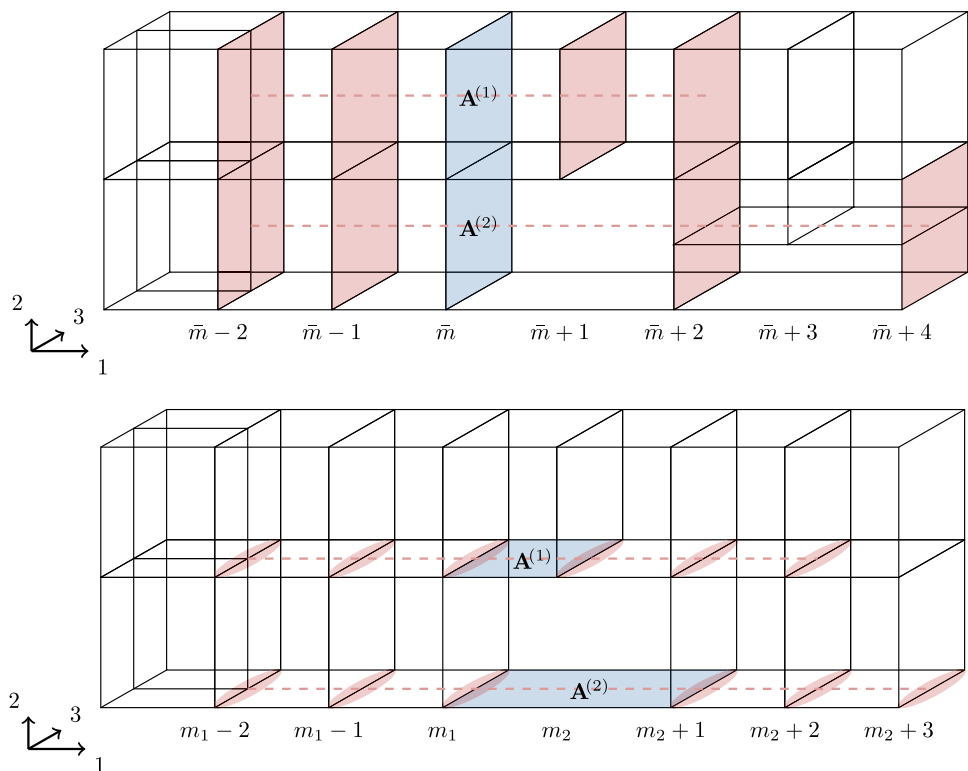 A⁽¹⁾
A⁽²⁾
2
3
1
m̄ − 2 m̄ − 1 m̄ m̄ + 1 m̄ + 2 m̄ + 3 m̄ + 4
A⁽¹⁾
A⁽²⁾
2
3
1
m₁ − 2 m₁ − 1 m₁ m₂ m₂ + 1 m₂ + 2 m₂ + 3